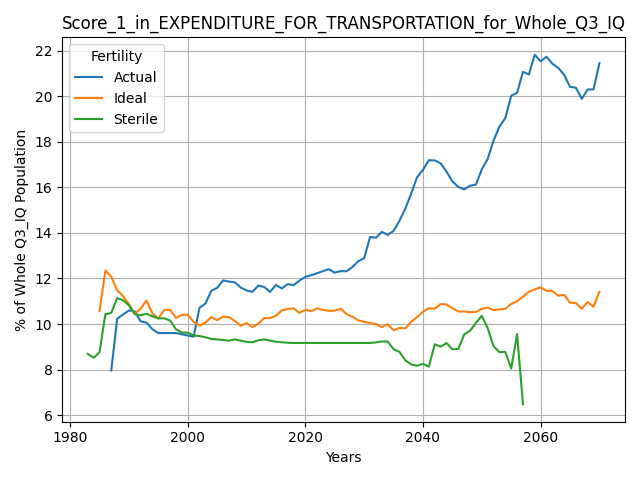 Score_1_in_EXPENDITURE_FOR_TRANSPORTATION_for_Whole_Q3_IQ
Fertility
Actual
Ideal
Sterile
% of Whole Q3_IQ Population
22
20
18
16
14
12
10
8
6
1980
2000
2020
2040
2060
Years